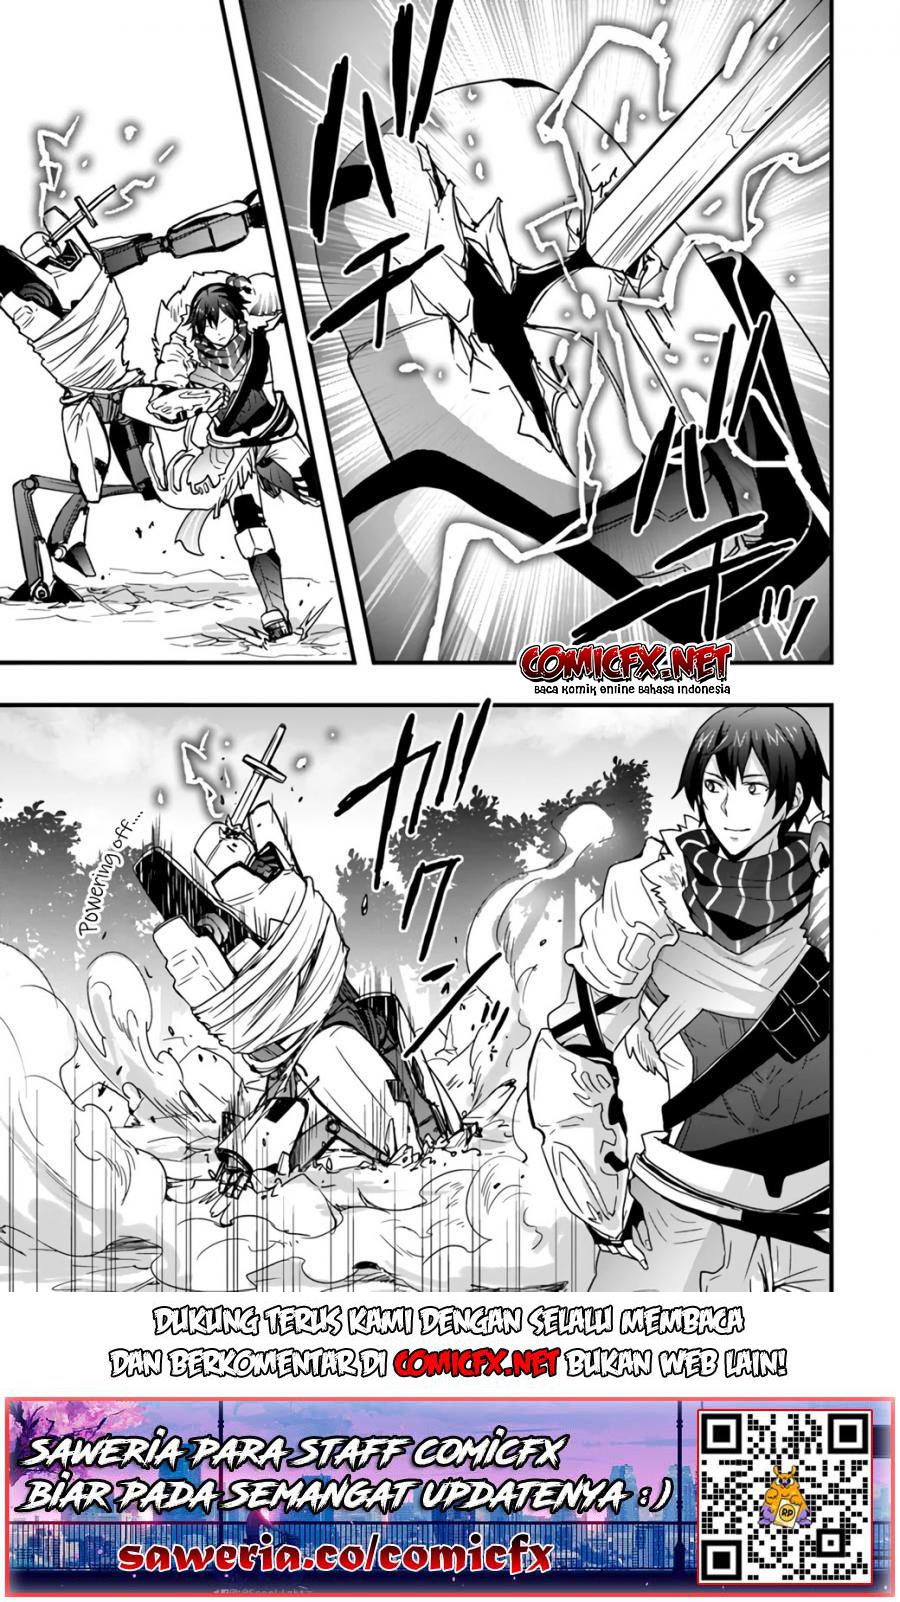 バチ
バチ
COMICFX.NET
Baca Komik Online Bahasa Indonesia
ガクン
Powering off....
DUKUNG TERUS KAMI DENGAN SELALU MEMBACA
DAN BERKOMENTAR DI COMICFX.NET BUKAN WEB LAIN!
SAWERIA PARA STAFF COMICFX
BIAR PADA SEMANGAT UPDATENYA :)
saweria.co/comicfx
RP